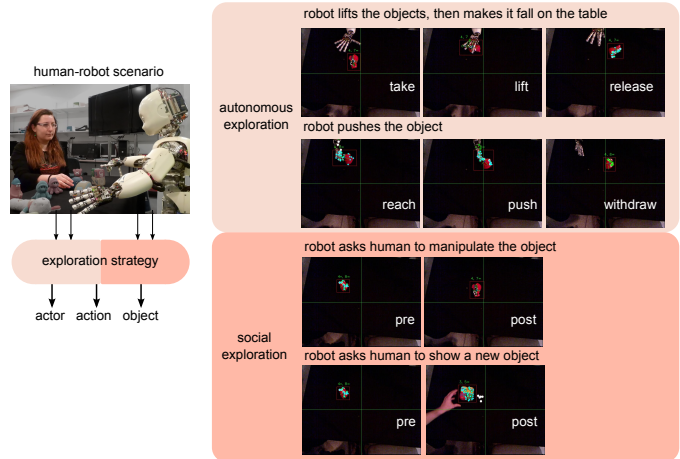 robot lifts the objects, then makes it fall on the table
human-robot scenario
take
lift
release
autonomous
exploration
robot pushes the object
reach
push
withdraw
exploration strategy
actor
action
object
robot asks human to manipulate the object
pre
post
social
exploration
robot asks human to show a new object
pre
post